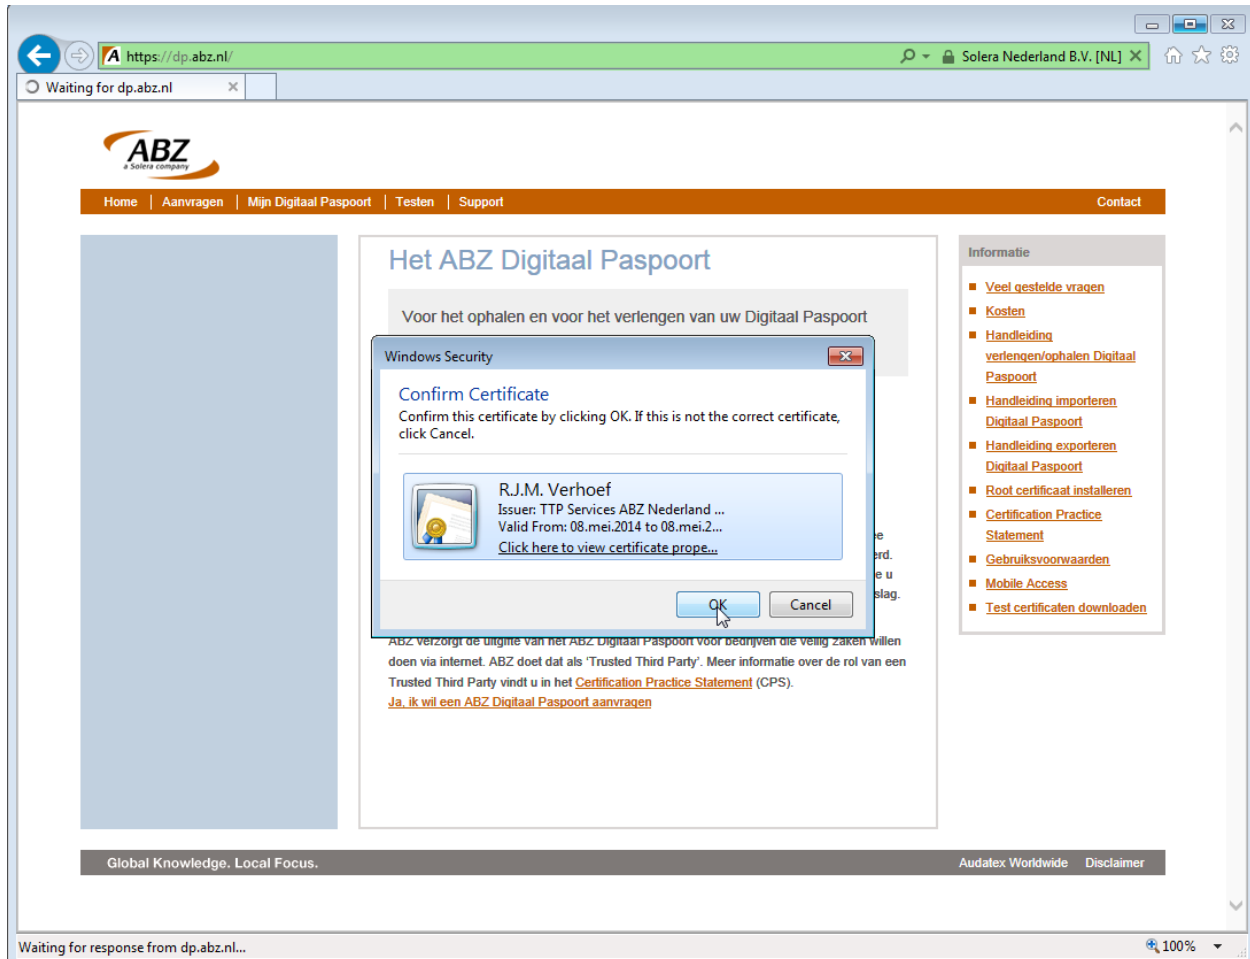 https://dp.abz.nl/
Solera Nederland B.V. [NL]
Waiting for dp.abz.nl
ABZ
a Solera company
Home | Aanvragen | Mijn Digitaal Paspoort | Testen | Support
Contact
Het ABZ Digitaal Paspoort
Voor het ophalen en voor het verlengen van uw Digitaal Paspoort
Windows Security
Confirm Certificate
Confirm this certificate by clicking OK. If this is not the correct certificate,
click Cancel.
R.J.M. Verhoef
Issuer: TTP Services ABZ Nederland ...
Valid From: 08.mei.2014 to 08.mei.2...
Click here to view certificate prope...
OK
Cancel
erd.
e u
slag.
ABZ verzorgt de uitgifte van het ABZ Digitaal Paspoort voor bedrijven die veilig zaken willen
doen via internet. ABZ doet dat als 'Trusted Third Party'. Meer informatie over de rol van een
Trusted Third Party vindt u in het Certification Practice Statement (CPS).
Ja, ik wil een ABZ Digitaal Paspoort aanvragen
Informatie
Veel gestelde vragen
Kosten
Handleiding
verlengen/ophalen Digitaal
Paspoort
Handleiding importeren
Digitaal Paspoort
Handleiding exporteren
Digitaal Paspoort
Root certificaat installeren
Certification Practice
Statement
Gebruiksvoorwaarden
Mobile Access
Test certificaten downloaden
Global Knowledge. Local Focus.
Audatex Worldwide
Disclaimer
Waiting for response from dp.abz.nl...
100%